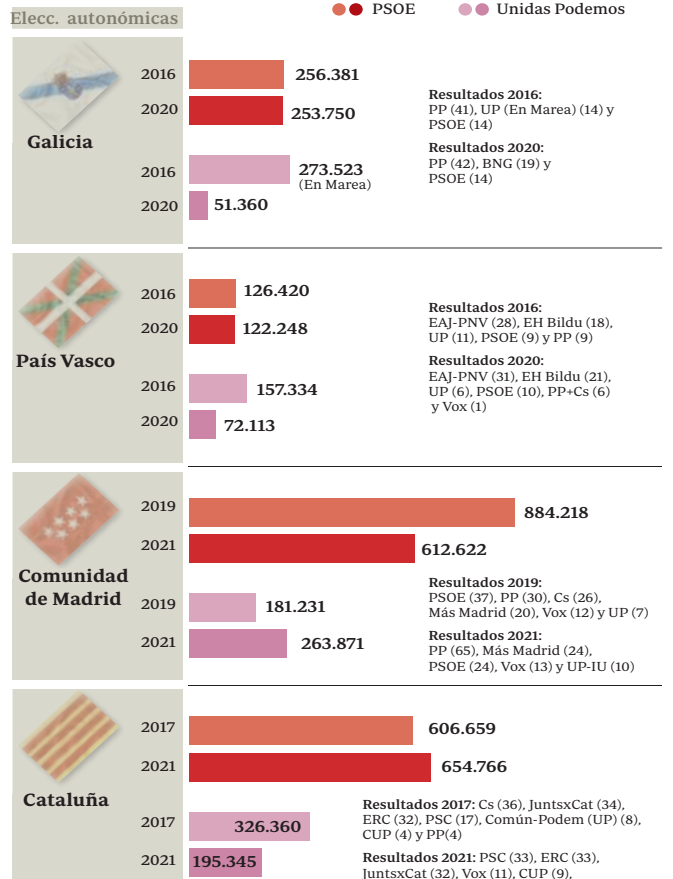 Elecc. autonómicas
PSOE
Unidas Podemos
Galicia
2016
256.381
2020
253.750
2016
273.523
(En Marea)
2020
51.360
Resultados 2016:
PP (41), UP (En Marea) (14) y
PSOE (14)
Resultados 2020:
PP (42), BNG (19) y
PSOE (14)
País Vasco
2016
126.420
2020
122.248
2016
157.334
2020
72.113
Resultados 2016:
EAJ-PNV (28), EH Bildu (18),
UP (11), PSOE (9) y PP (9)
Resultados 2020:
EAJ-PNV (31), EH Bildu (21),
UP (6), PSOE (10), PP+Cs (6)
y Vox (1)
Comunidad
de Madrid
2019
884.218
2021
612.622
2019
181.231
2021
263.871
Resultados 2019:
PSOE (37), PP (30), Cs (26),
Más Madrid (20), Vox (12) y UP (7)
Resultados 2021:
PP (65), Más Madrid (24),
PSOE (24), Vox (13) y UP-IU (10)
Cataluña
2017
606.659
2021
654.766
2017
326.360
2021
195.345
Resultados 2017: Cs (36), JuntsxCat (34),
ERC (32), PSC (17), Común-Podem (UP) (8),
CUP (4) y PP(4)
Resultados 2021: PSC (33), ERC (33),
JuntsxCat (32), Vox (11), CUP (9),